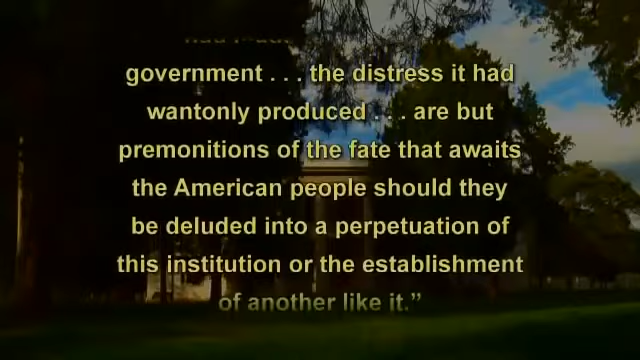 government . . . the distress it had
wantonly produced . . . are but
premonitions of the fate that awaits
the American people should they
be deluded into a perpetuation of
this institution or the establishment
of another like it.”